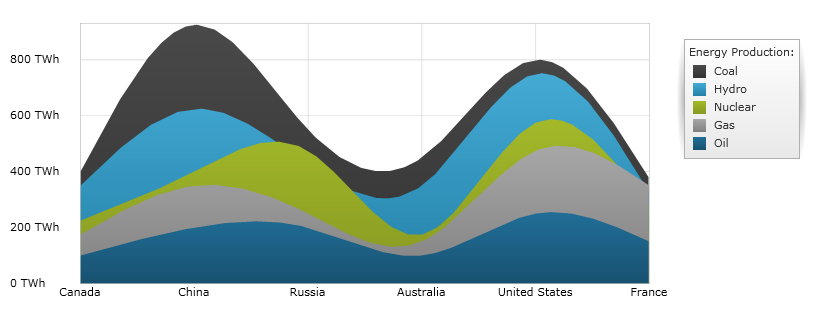 800 TWh
600 TWh
400 TWh
200 TWh
0 TWh
Canada China Russia Australia United States France
Energy Production:
Coal
Hydro
Nuclear
Gas
Oil